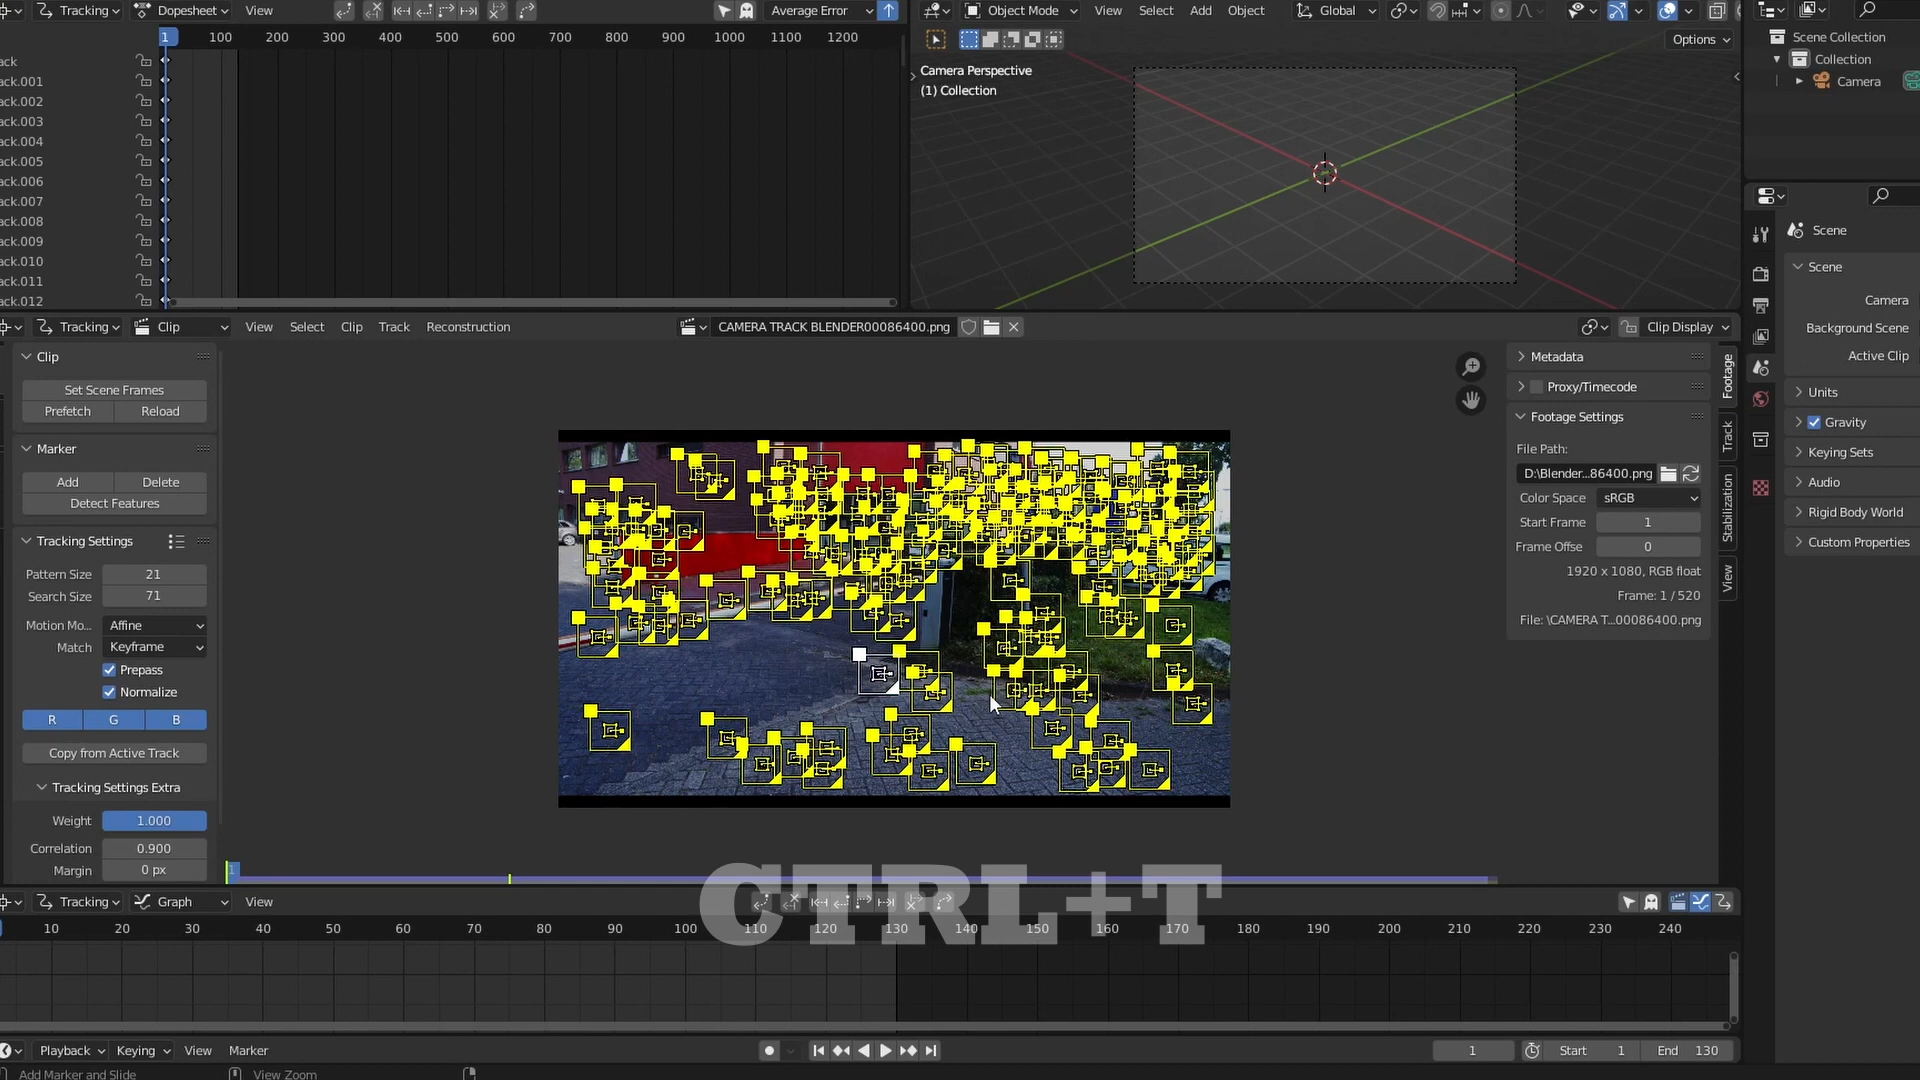 Tracking Dopesheet View Average Error
1 100 200 300 400 500 600 700 800 900 1000 1100 1200
ack
ack.001
ack.002
ack.003
ack.004
ack.005
ack.006
ack.007
ack.008
ack.009
ack.010
ack.011
ack.012
Object Mode View Select Add Object Global
Options
Camera Perspective
(1) Collection
Scene Collection
Collection
Camera
Tracking Clip View Select Clip Track Reconstruction CAMERA TRACK BLENDER00086400.png Clip Display
Clip
Set Scene Frames
Prefetch Reload
Marker
Add Delete
Detect Features
Tracking Settings
Pattern Size 21
Search Size 71
Motion Mo... Affine
Match Keyframe
Prepass
Normalize
R G B
Copy from Active Track
Tracking Settings Extra
Weight 1.000
Correlation 0.900
Margin 0 px
1
Metadata
Proxy/Timecode
Footage Settings
File Path:
D:\Blender...86400.png
Color Space sRGB
Start Frame 1
Frame Offse 0
1920 x 1080, RGB float
Frame: 1 / 520
File: \CAMERA T...00086400.png
Footage
Track
Stabilization
View
Scene
Scene
Camera
Background Scene
Active Clip
Units
Gravity
Keying Sets
Audio
Rigid Body World
Custom Properties
CTRL+T
Tracking Graph View
10 20 30 40 50 60 70 80 90 100 110 120 130 140 150 160 170 180 190 200 210 220 230 240
Playback Keying View Marker 1 Start 1 End 130
Add Marker and Slide View Zoom